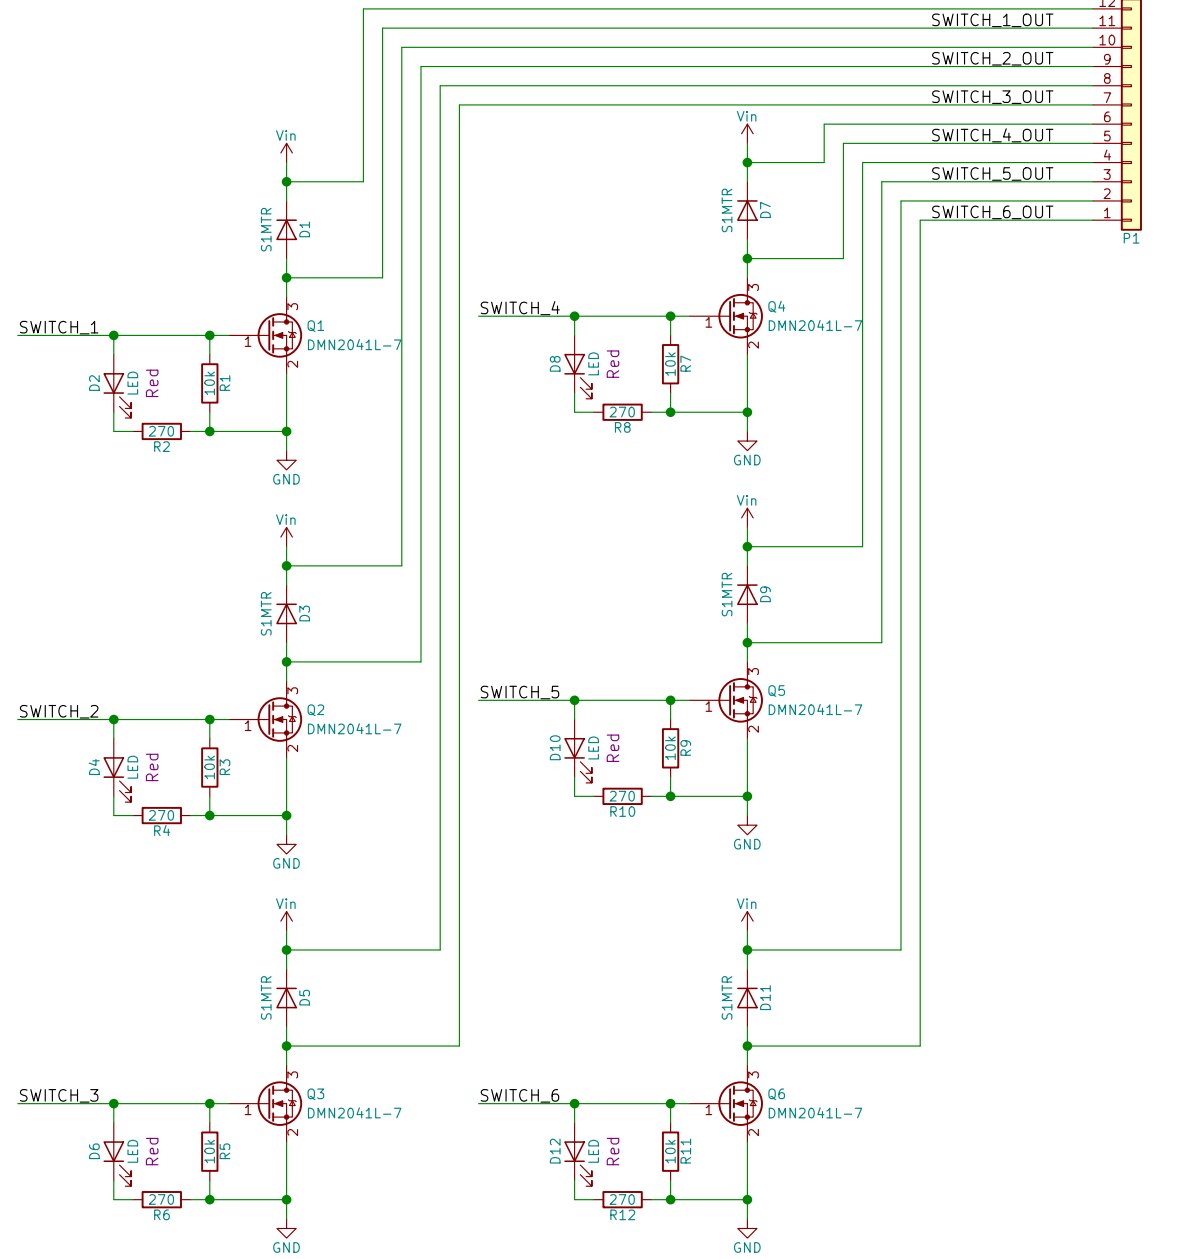 12
SWITCH_1_OUT
11
10
SWITCH_2_OUT
9
8
SWITCH_3_OUT
7
6
SWITCH_4_OUT
5
4
SWITCH_5_OUT
3
2
SWITCH_6_OUT
1
P1
Vin
S1MTR
D1
SWITCH_1
3
1
2
Q1
DMN2041L-7
D2
LED
Red
10k
R1
270
R2
GND
Vin
S1MTR
D7
SWITCH_4
3
1
2
Q4
DMN2041L-7
D8
LED
Red
10k
R7
270
R8
GND
Vin
S1MTR
D3
SWITCH_2
3
1
2
Q2
DMN2041L-7
D4
LED
Red
10k
R3
270
R4
GND
Vin
S1MTR
D9
SWITCH_5
3
1
2
Q5
DMN2041L-7
D10
LED
Red
10k
R9
270
R10
GND
Vin
S1MTR
D5
SWITCH_3
3
1
2
Q3
DMN2041L-7
D6
LED
Red
10k
R5
270
R6
GND
Vin
S1MTR
D11
SWITCH_6
3
1
2
Q6
DMN2041L-7
D12
LED
Red
10k
R11
270
R12
GND